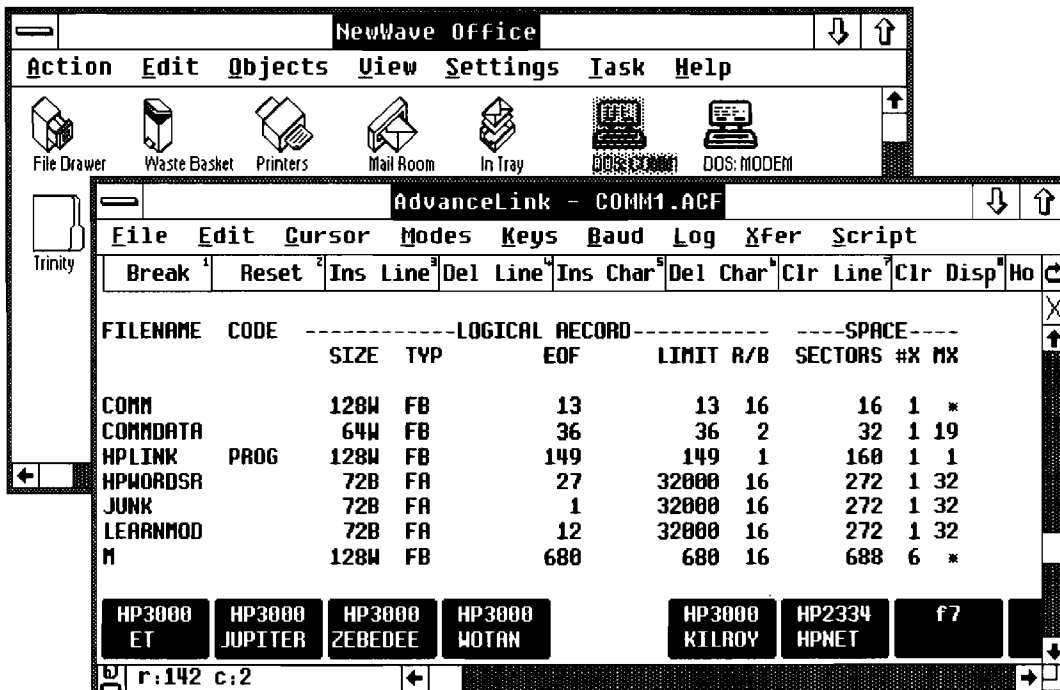 NewWave Office
Action Edit Objects View Settings Task Help
File Drawer Waste Basket Printers Mail Room In Tray DOS: COMM DOS: MODEM
Trinity
AdvanceLink - COMM1.ACF
File Edit Cursor Modes Keys Baud Log Xfer Script
Break 1 Reset 2 Ins Line 3 Del Line 4 Ins Char 5 Del Char 6 Clr Line 7 Clr Disp 8 Ho
FILENAME CODE ------------LOGICAL RECORD----------- ----SPACE----
SIZE TYP EOF LIMIT R/B SECTORS #X MX
COMM 128W FB 13 13 16 16 1 *
COMMDATA 64W FB 36 36 2 32 1 19
HPLINK PROG 128W FB 149 149 1 160 1 1
HPWORDSR 72B FA 27 32000 16 272 1 32
JUNK 72B FA 1 32000 16 272 1 32
LEARNMOD 72B FA 12 32000 16 272 1 32
M 128W FB 680 680 16 688 6 *
HP3000 HP3000 HP3000 HP3000 HP3000 HP2334 f7
ET JUPITER ZEBEDEE WOTAN KILROY HPNET
r:142 c:2